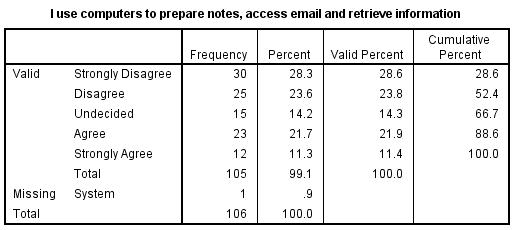 I use computers to prepare notes, access email and retrieve information
Frequency Percent Valid Percent Cumulative Percent
Valid Strongly Disagree 30 28.3 28.6 28.6
Disagree 25 23.6 23.8 52.4
Undecided 15 14.2 14.3 66.7
Agree 23 21.7 21.9 88.6
Strongly Agree 12 11.3 11.4 100.0
Total 105 99.1 100.0
Missing System 1 .9
Total 106 100.0